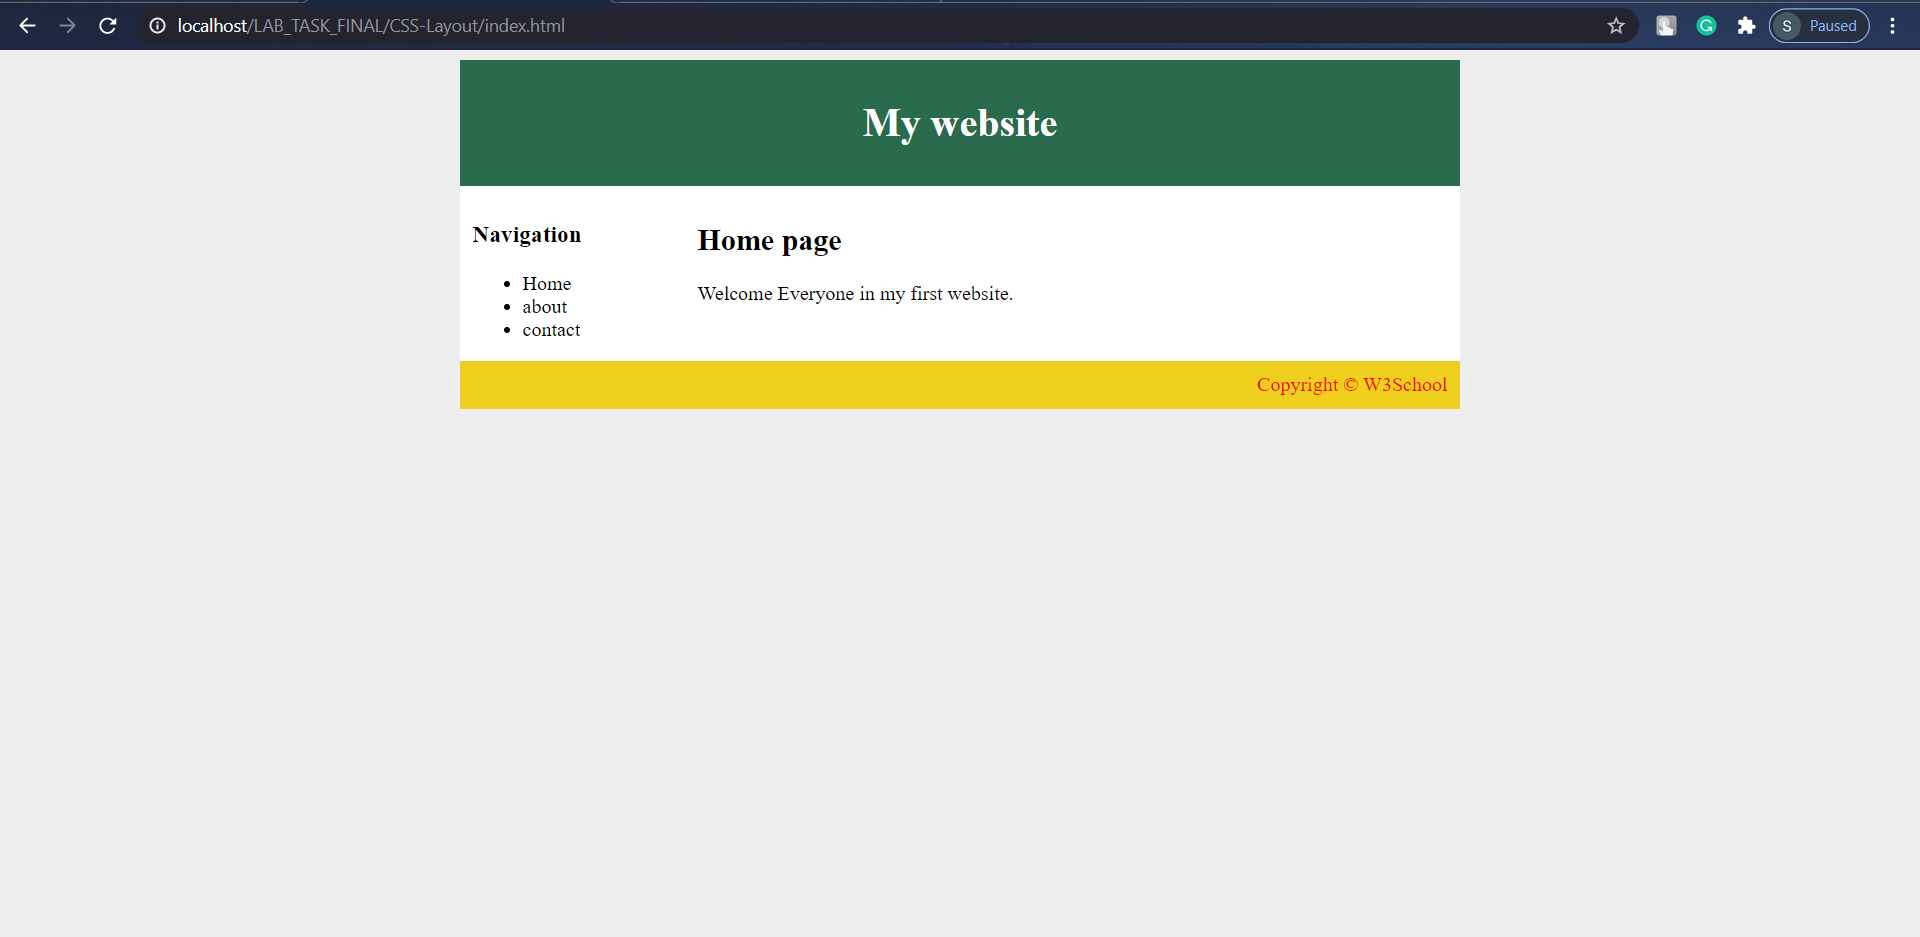 localhost/LAB_TASK_FINAL/CSS-Layout/index.html
S Paused
My website
Navigation
Home
about
contact
Home page
Welcome Everyone in my first website.
Copyright © W3School